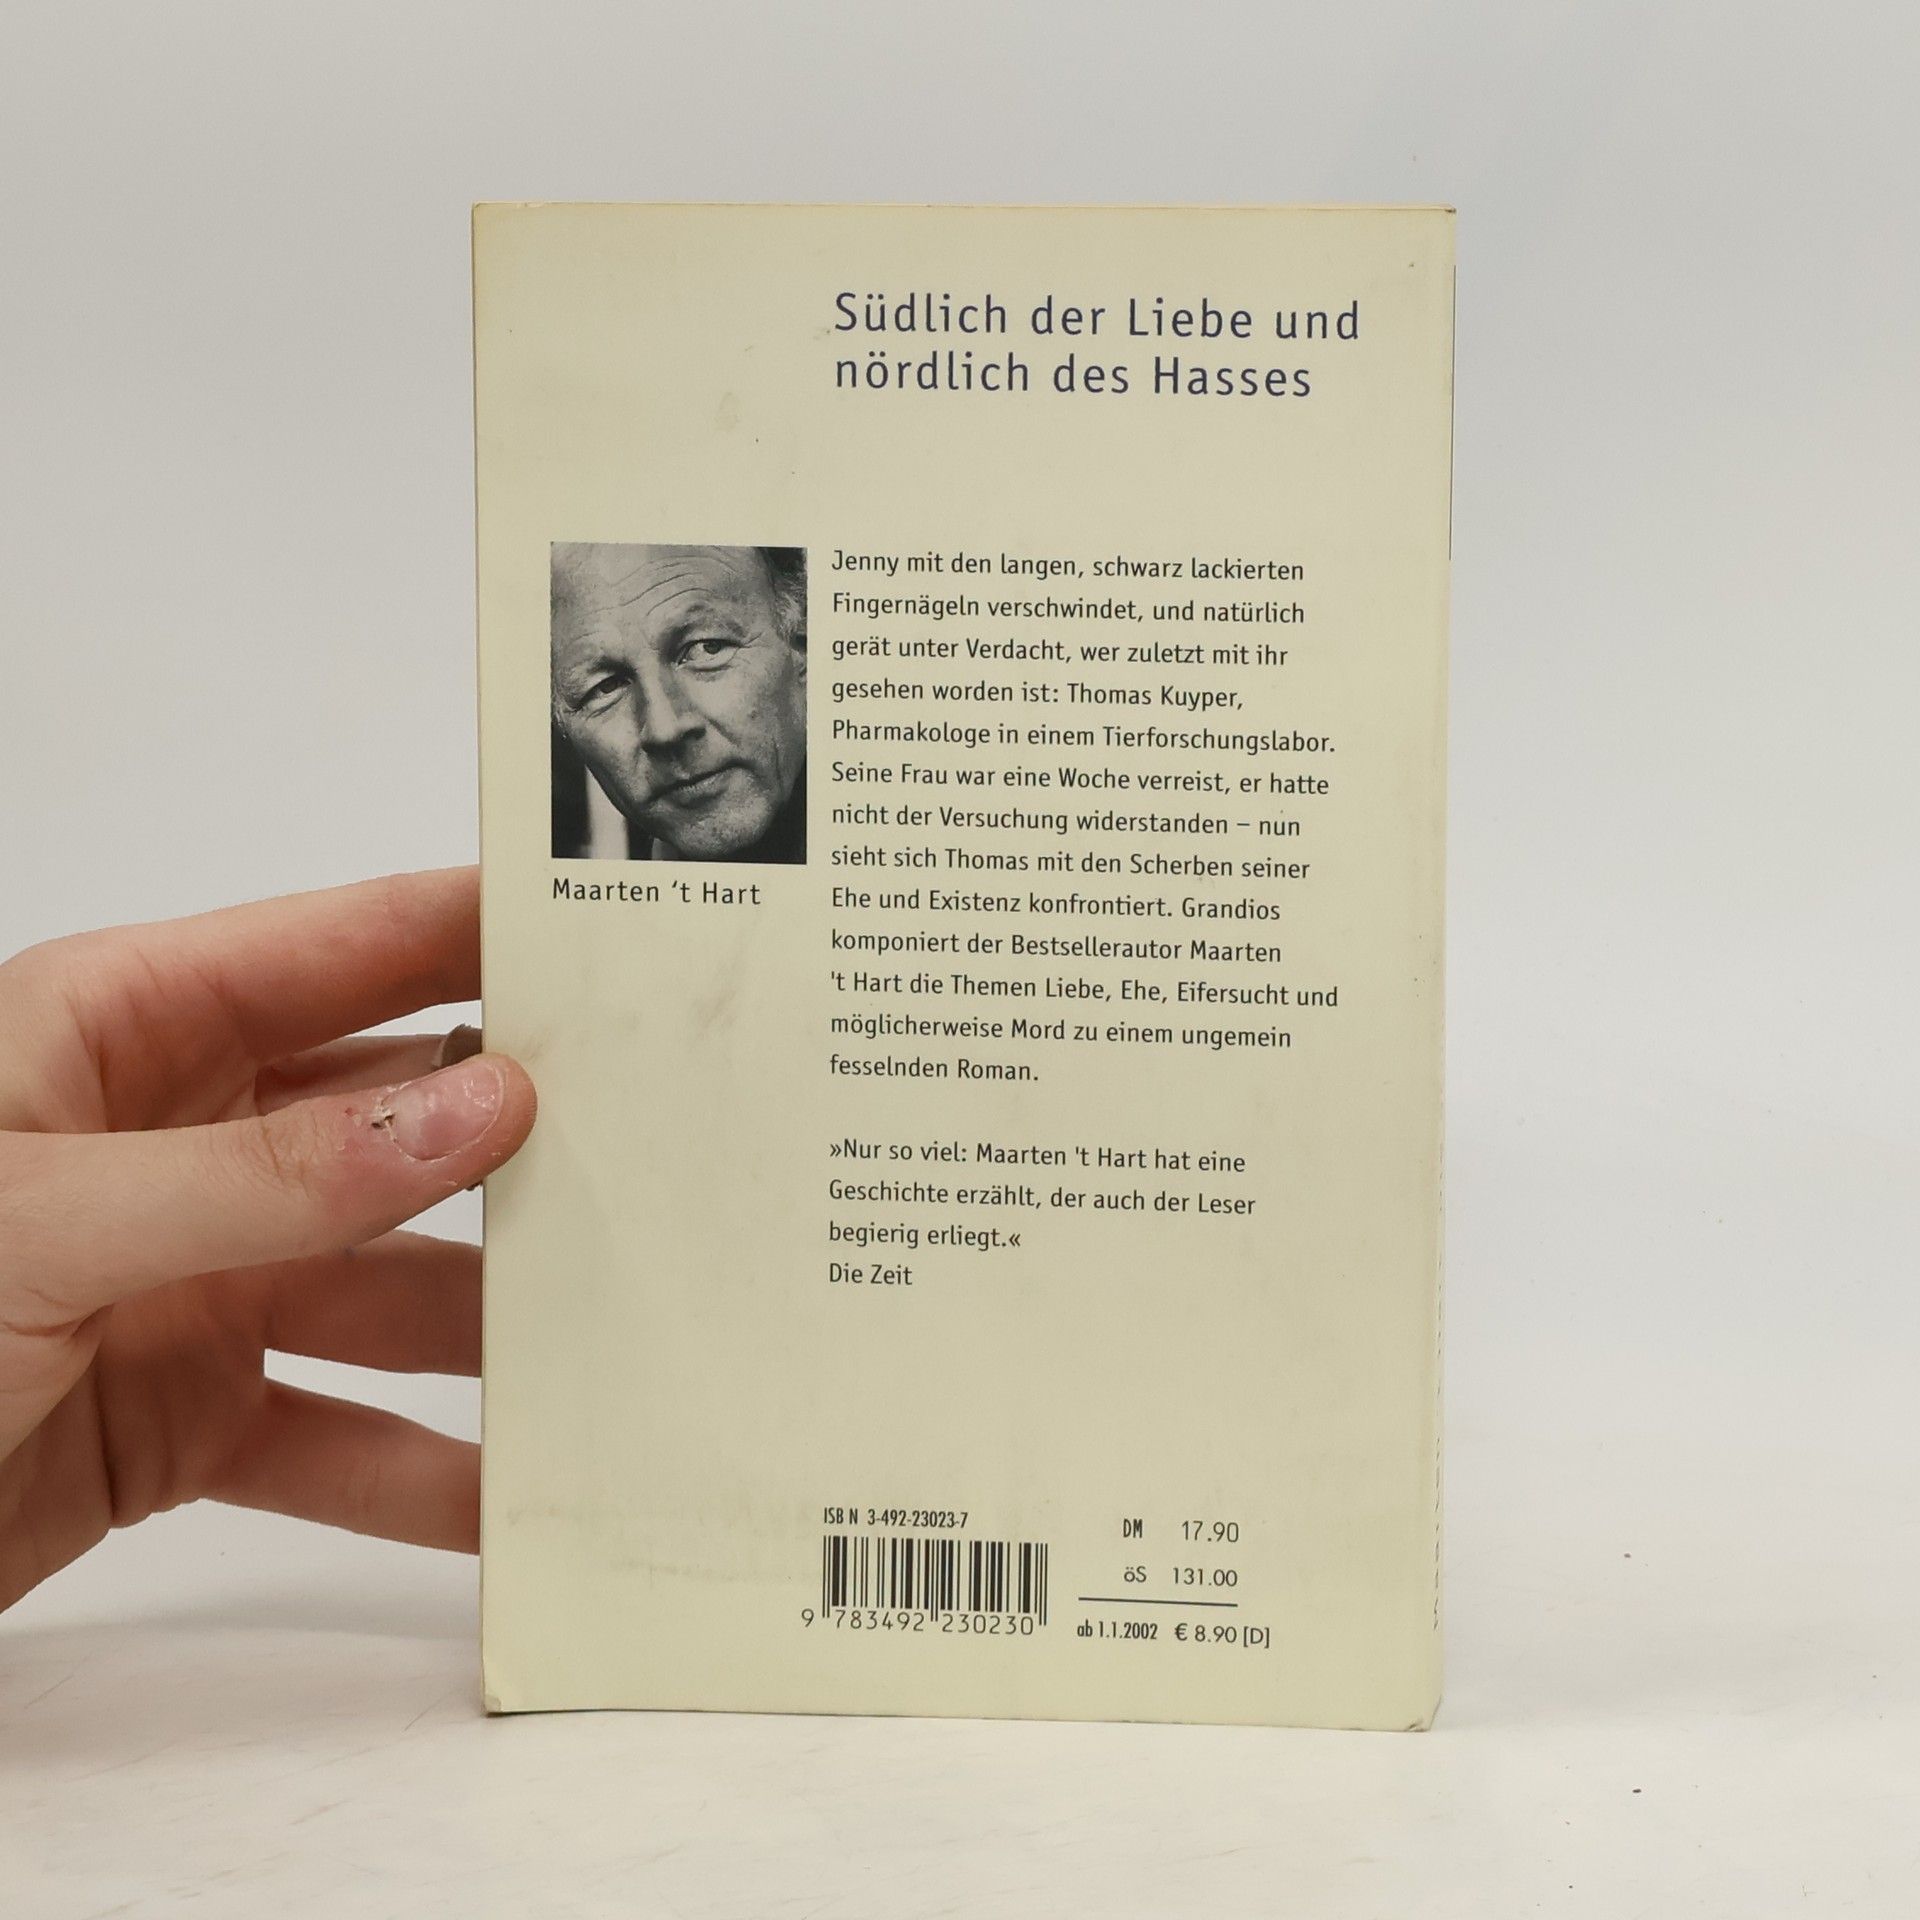 Südlich der Liebe und
nördlich des Hasses
Maarten ‘t Hart
Jenny mit den langen, schwarz lackierten
Fingernägeln verschwindet, und natürlich
gerät unter Verdacht, wer zuletzt mit ihr
gesehen worden ist: Thomas Kuyper,
Pharmakologe in einem Tierforschungslabor.
Seine Frau war eine Woche verreist, er hatte
nicht der Versuchung widerstanden – nun
sieht sich Thomas mit den Scherben seiner
Ehe und Existenz konfrontiert. Grandios
komponiert der Bestsellerautor Maarten
't Hart die Themen Liebe, Ehe, Eifersucht und
möglicherweise Mord zu einem ungemein
fesselnden Roman.
»Nur so viel: Maarten 't Hart hat eine
Geschichte erzählt, der auch der Leser
begierig erliegt.«
Die Zeit
ISBN 3-492-23023-7
9 783492 230230
DM 17.90
öS 131.00
ab 1.1.2002 € 8.90 [D]